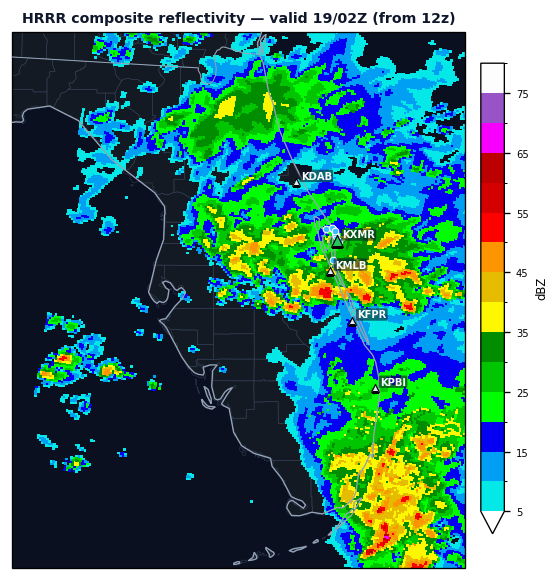 HRRR composite reflectivity — valid 19/02Z (from 12z)
KDAB
KXMR
KMLB
KFPR
KPBI
75
65
55
45
35
25
15
5
dBZ